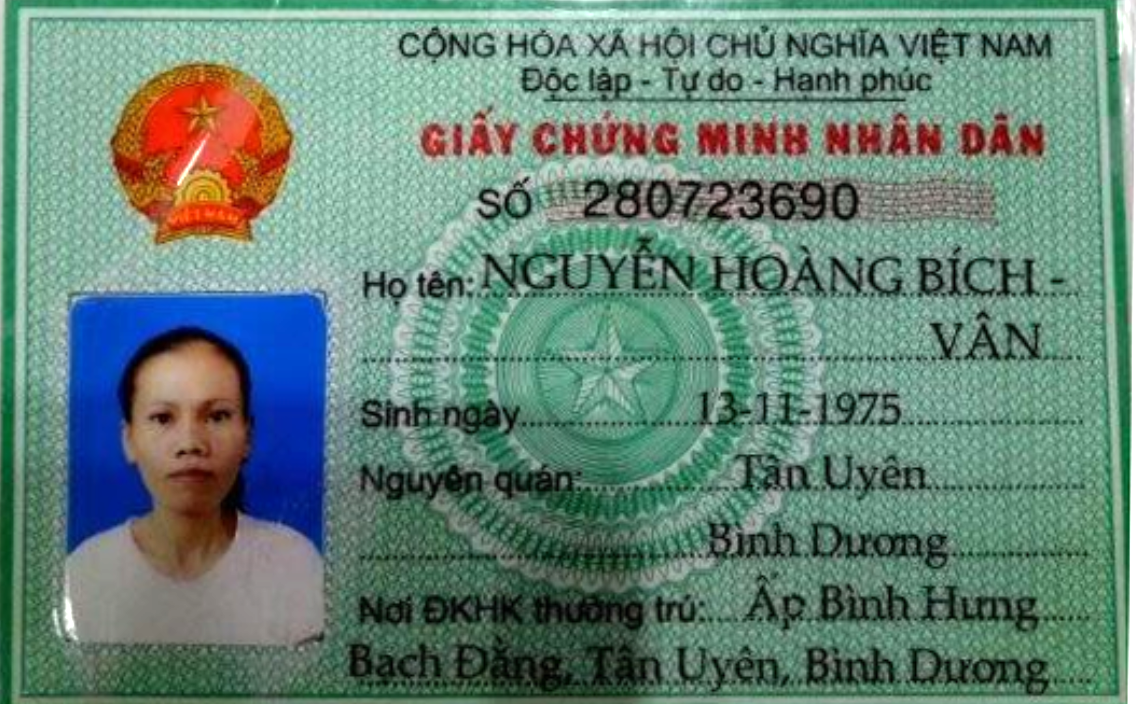 CỘNG HÒA XÃ HỘI CHỦ NGHĨA VIỆT NAM
Độc lập - Tự do - Hạnh phúc
GIẤY CHỨNG MINH NHÂN DÂN
SỐ 280723690
Họ tên: NGUYỄN HOÀNG BÍCH -
VÂN
Sinh ngày 13-11-1975
Nguyên quán: Tân Uyên
Bình Dương
Nơi ĐKHK thường trú: Ấp Bình Hưng
Bạch Đằng, Tân Uyên, Bình Dương
VIỆT NAM